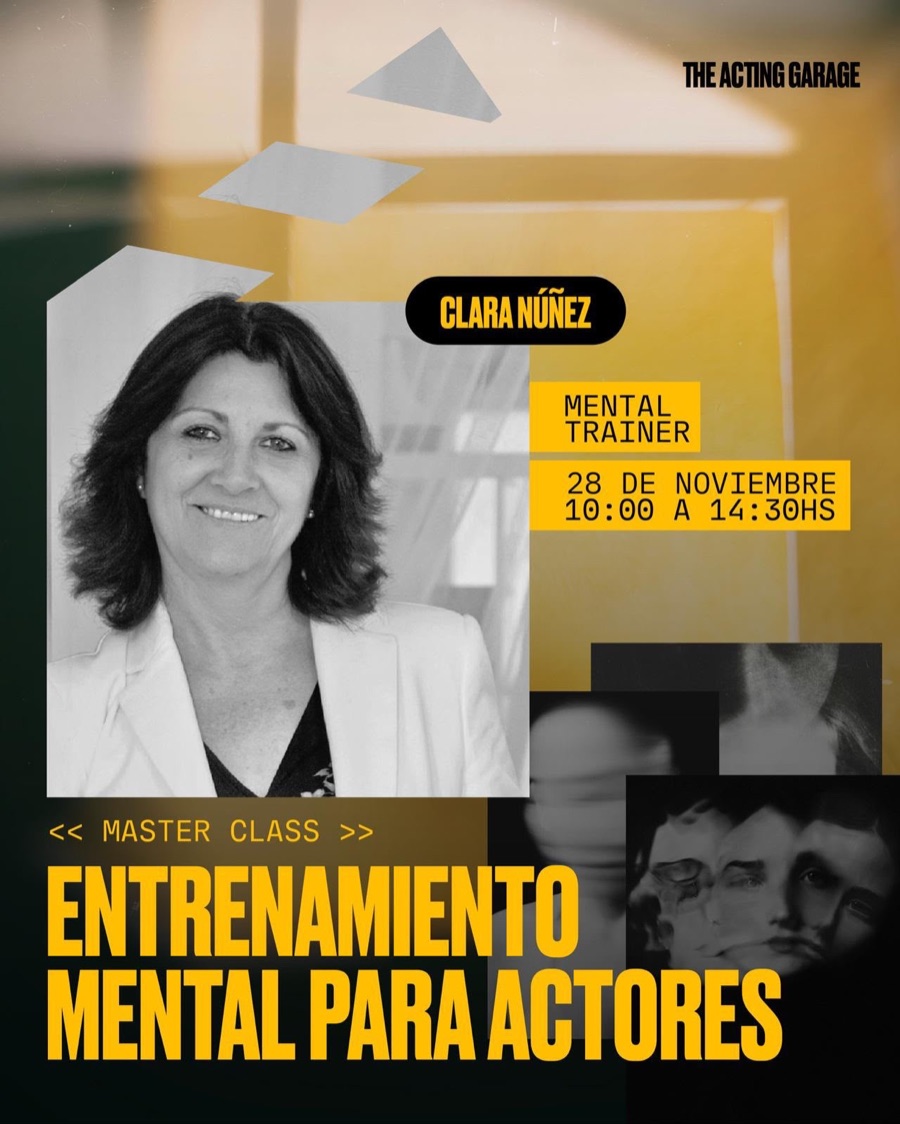 THE ACTING GARAGE
CLARA NÚÑEZ
MENTAL
TRAINER
28 DE NOVIEMBRE
10:00 A 14:30HS
<< MASTER CLASS >>
ENTRENAMIENTO
MENTAL PARA ACTORES